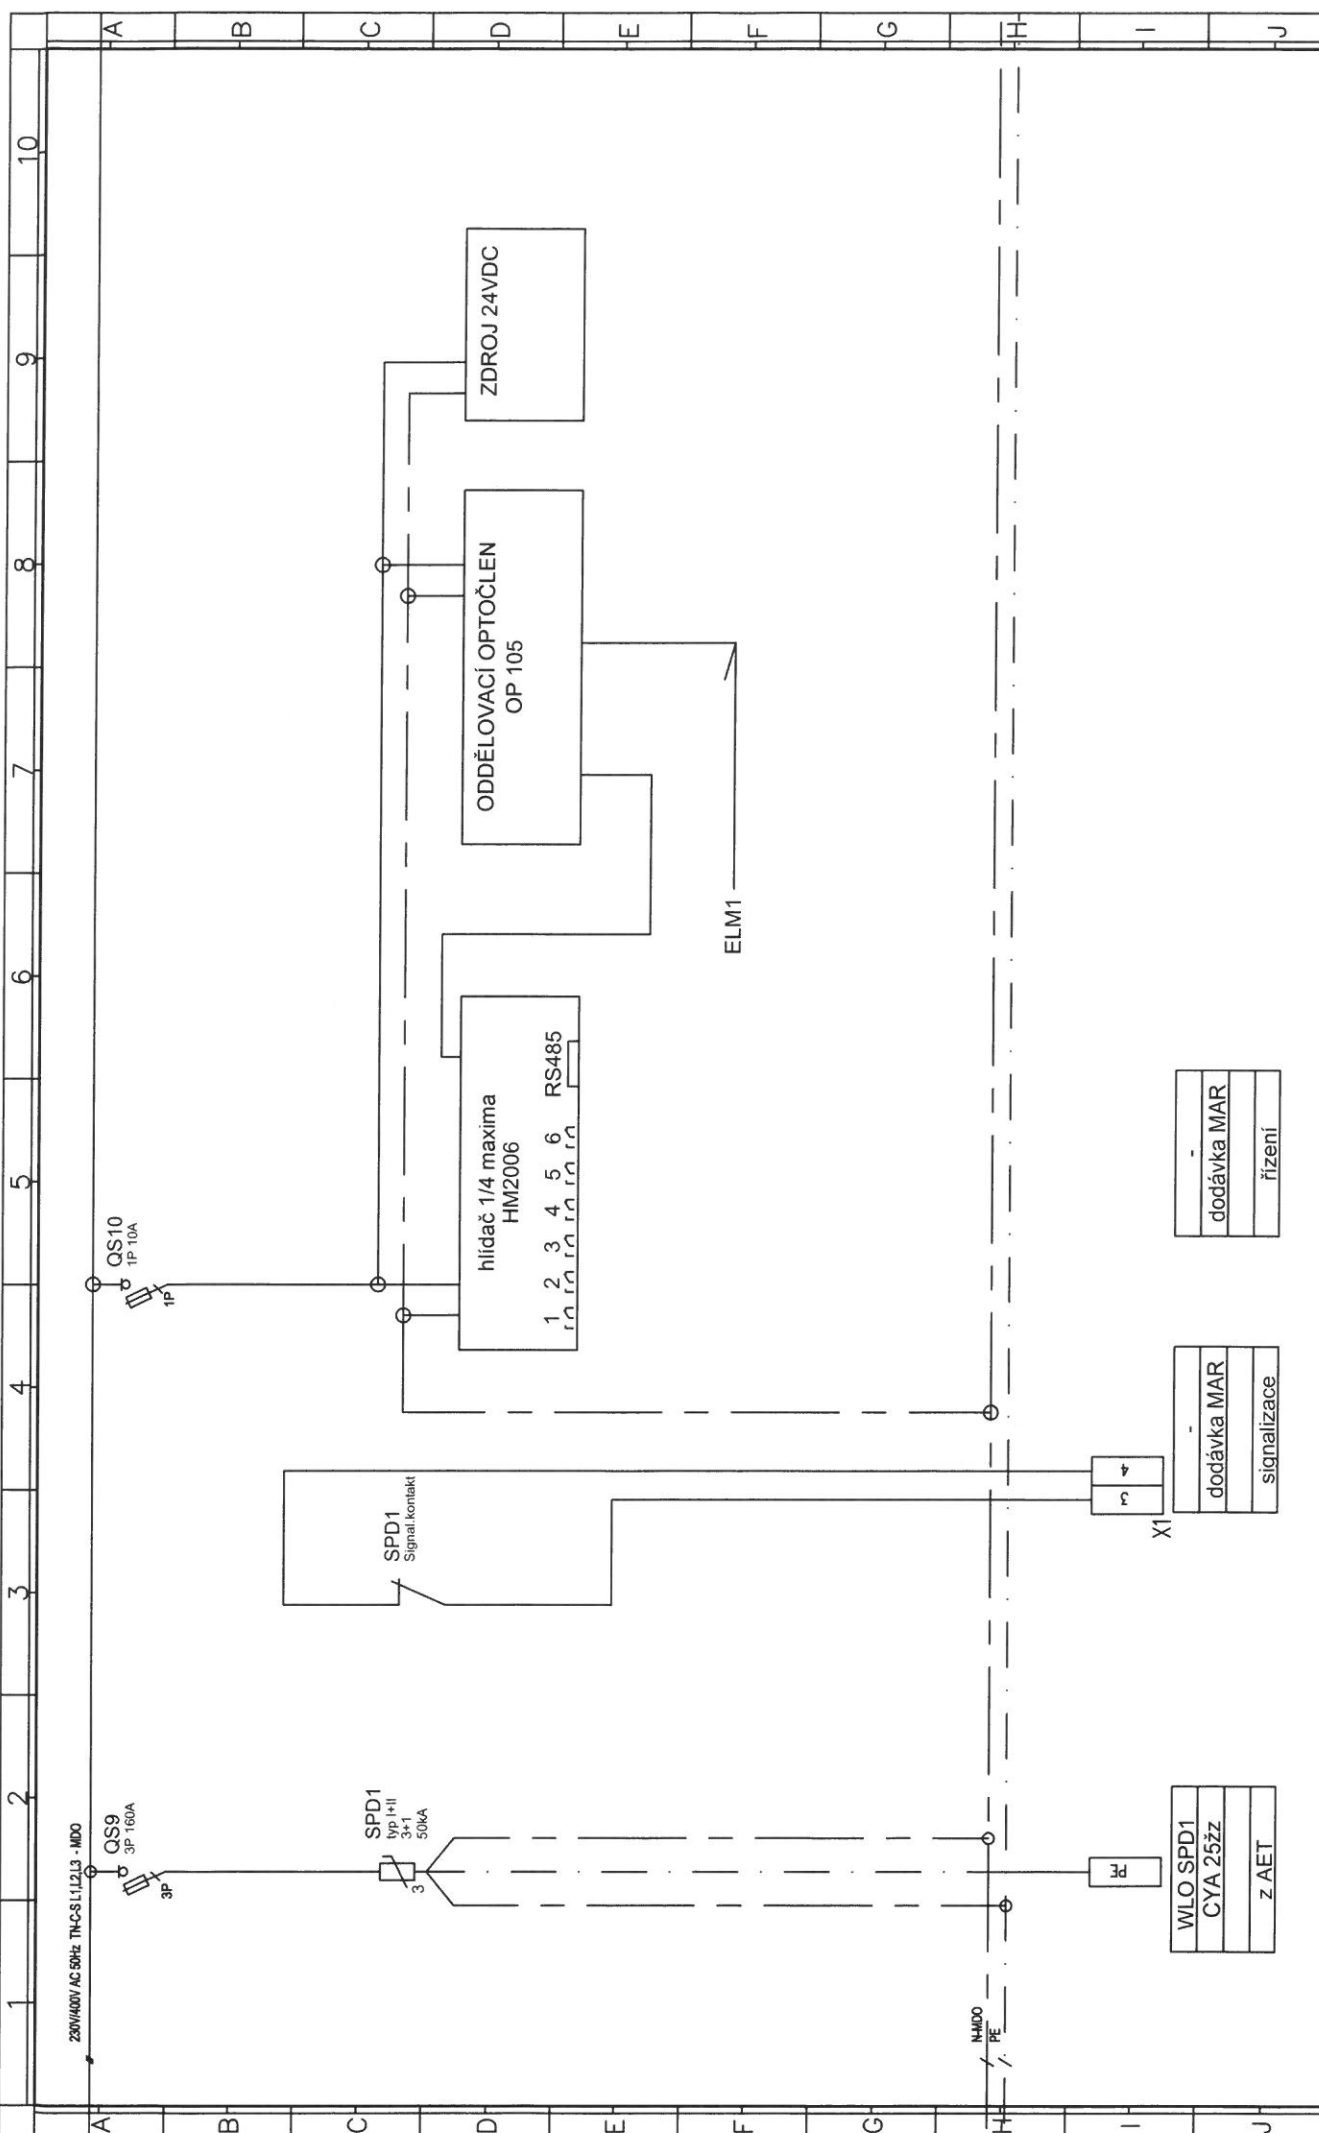 1
2
3
4
5
6
7
8
9
10
A
B
C
D
E
F
G
H
I
J
230V/400V AC 50Hz TN-C-S L1,L2,L3 - MDO
QS9
3P 160A
3P
SPD1
typ I+II
3+1
50kA
3
N-MDO
PE
PE
WLO SPD1
CYA 25žz
z AET
SPD1
Signal.kontakt
X1
3
4
-
dodávka MAR
signalizace
QS10
1P 10A
1P
hlídač 1/4 maxima
HM2006
1 2 3 4 5 6 RS485
-
dodávka MAR
řízení
ELM1
ODDĚLOVACÍ OPTOČLEN
OP 105
ZDROJ 24VDC
A
B
C
D
E
F
G
H
I
J